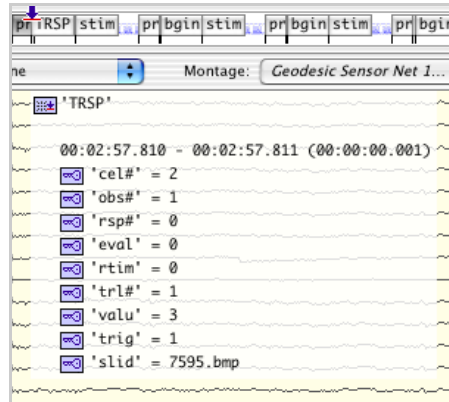 pr TRSP stim pr bgin stim pr bgin stim pr bgin
ne Montage: Geodesic Sensor Net 1...
'TRSP'
00:02:57.810 - 00:02:57.811 (00:00:00.001)
'cel#' = 2
'obs#' = 1
'rsp#' = 0
'eval' = 0
'rtim' = 0
'trl#' = 1
'valu' = 3
'trig' = 1
'slid' = 7595.bmp